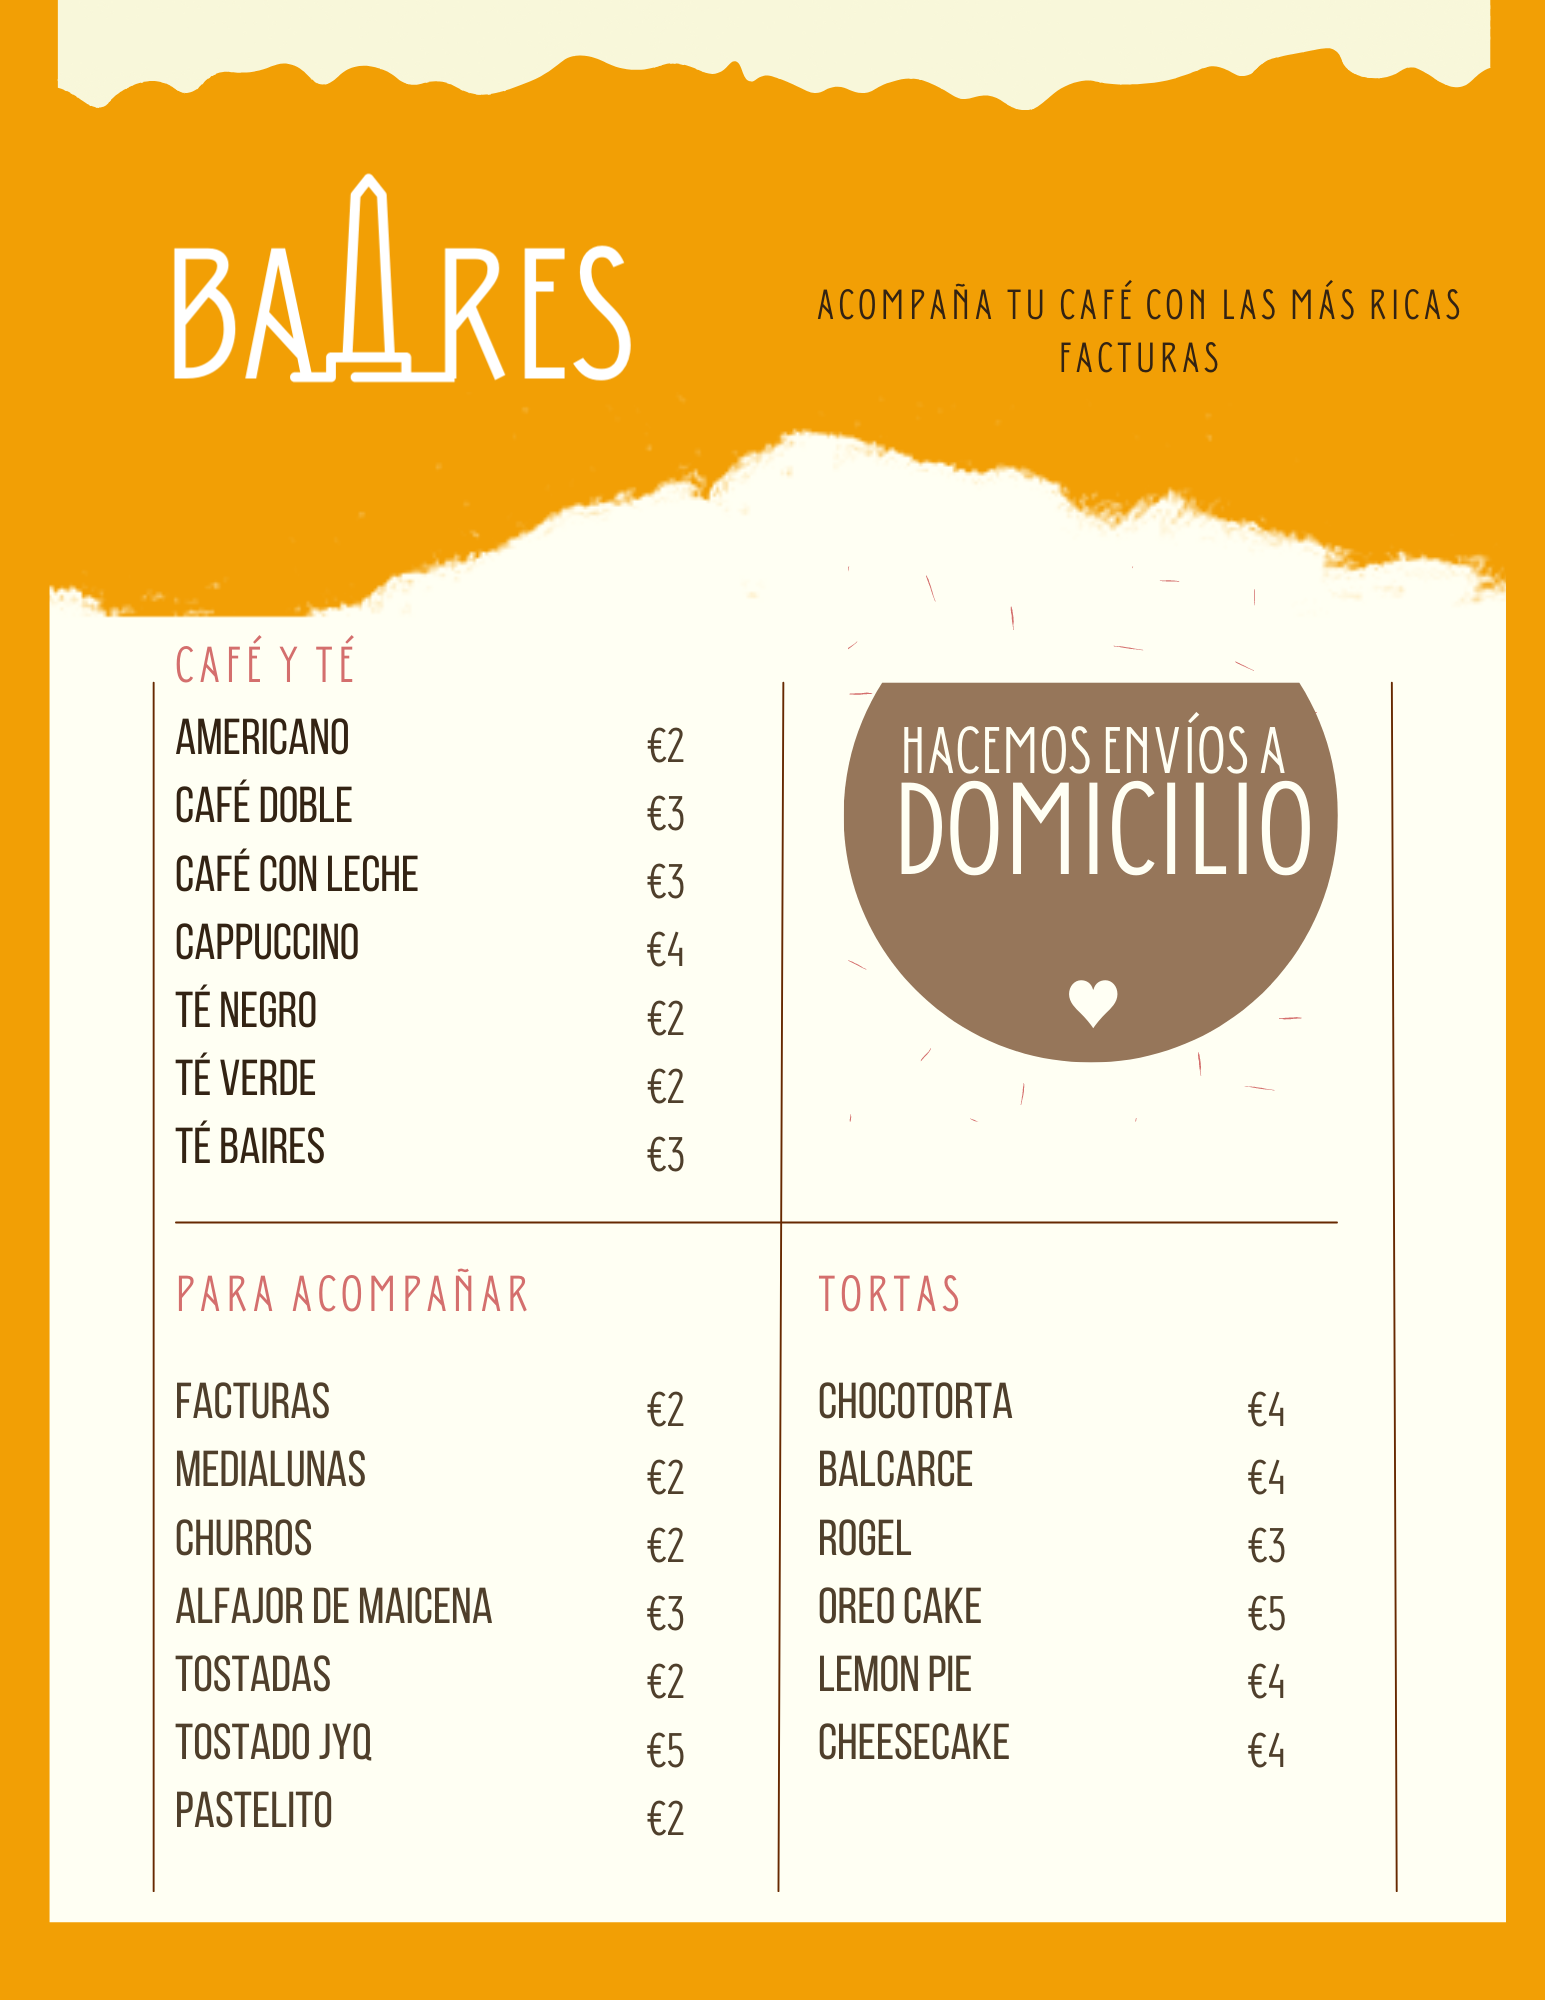 BAIRES
ACOMPAÑA TU CAFÉ CON LAS MÁS RICAS
FACTURAS
CAFÉ Y TÉ
AMERICANO €2
CAFÉ DOBLE €3
CAFÉ CON LECHE €3
CAPPUCCINO €4
TÉ NEGRO €2
TÉ VERDE €2
TÉ BAIRES €3
HACEMOS ENVÍOS A
DOMICILIO
PARA ACOMPAÑAR
FACTURAS €2
MEDIALUNAS €2
CHURROS €2
ALFAJOR DE MAICENA €3
TOSTADAS €2
TOSTADO JYQ €5
PASTELITO €2
TORTAS
CHOCOTORTA €4
BALCARCE €4
ROGEL €3
OREO CAKE €5
LEMON PIE €4
CHEESECAKE €4